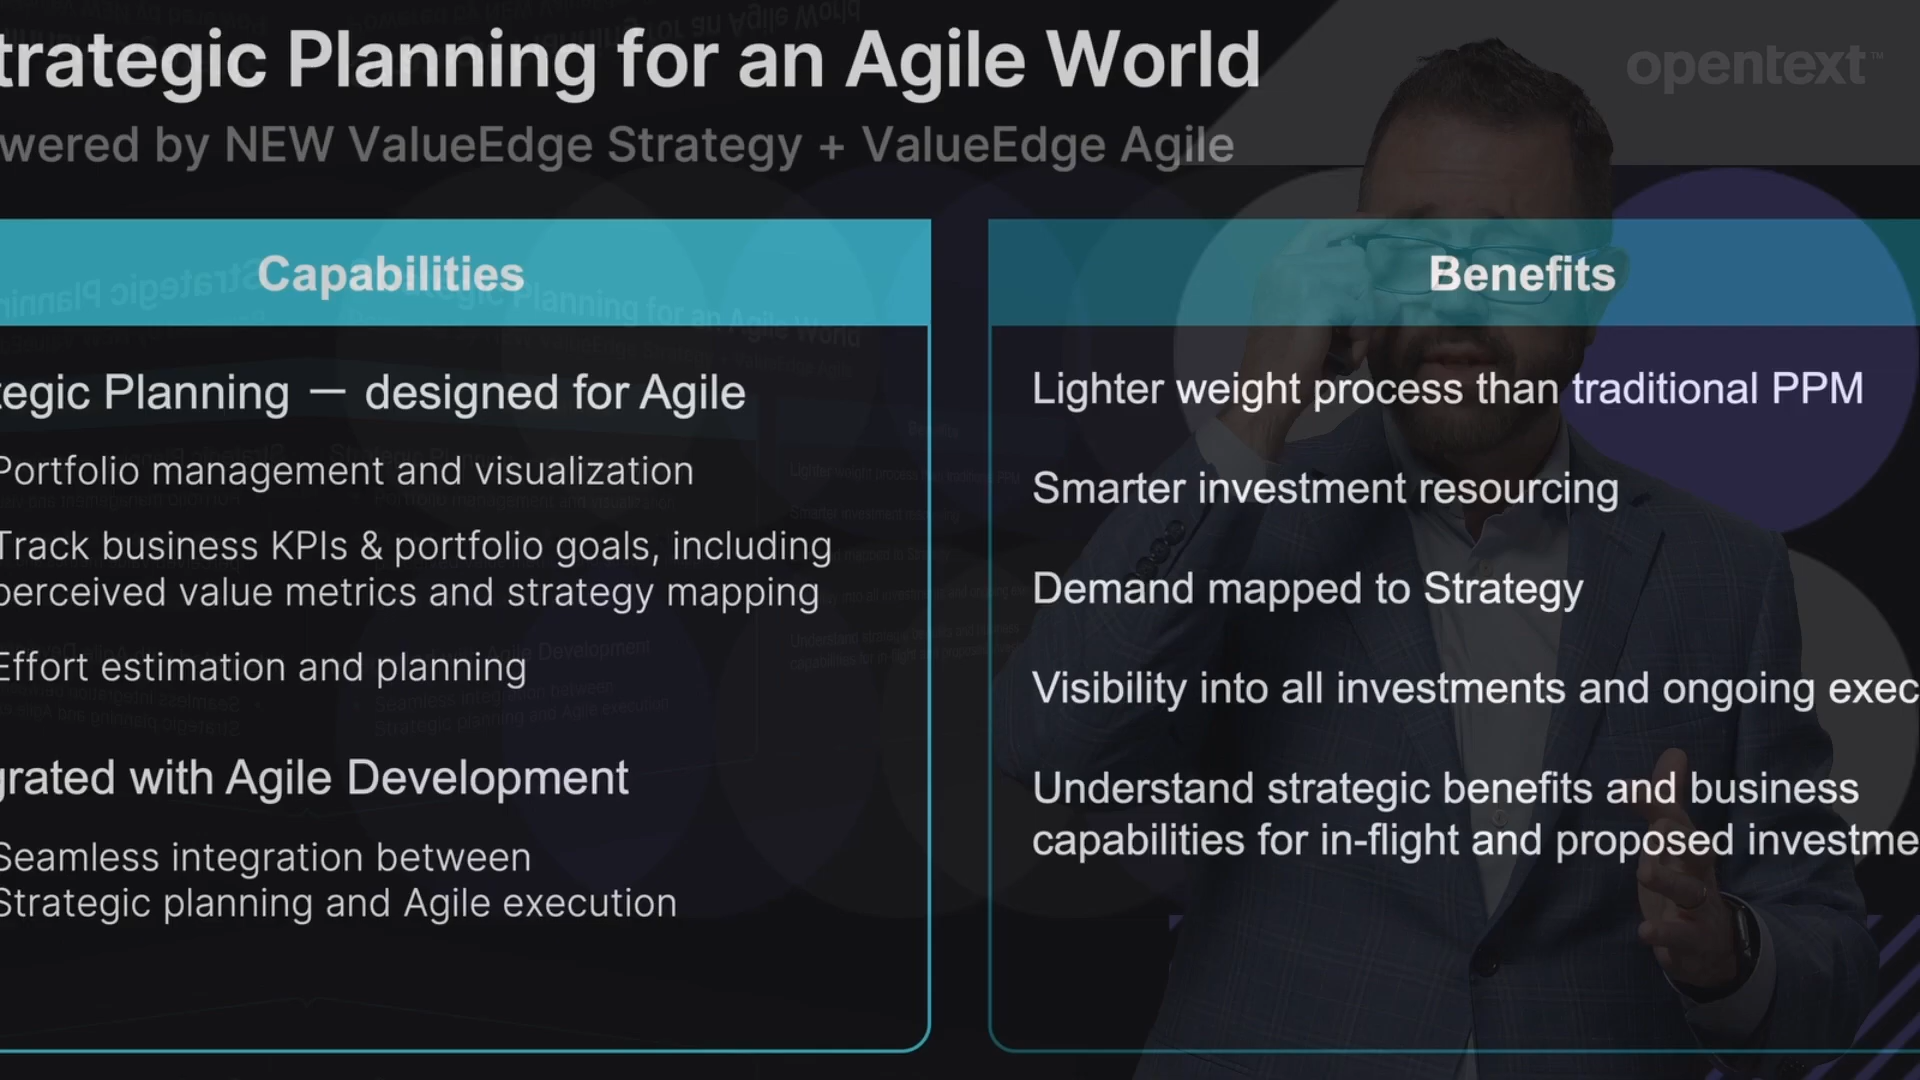 trategic Planning for an Agile World
opentext™
wered by NEW ValueEdge Strategy + ValueEdge Agile
Capabilities
tegic Planning — designed for Agile
Portfolio management and visualization
Track business KPIs & portfolio goals, including
perceived value metrics and strategy mapping
Effort estimation and planning
grated with Agile Development
Seamless integration between
Strategic planning and Agile execution
Benefits
Lighter weight process than traditional PPM
Smarter investment resourcing
Demand mapped to Strategy
Visibility into all investments and ongoing exec
Understand strategic benefits and business
capabilities for in-flight and proposed investme